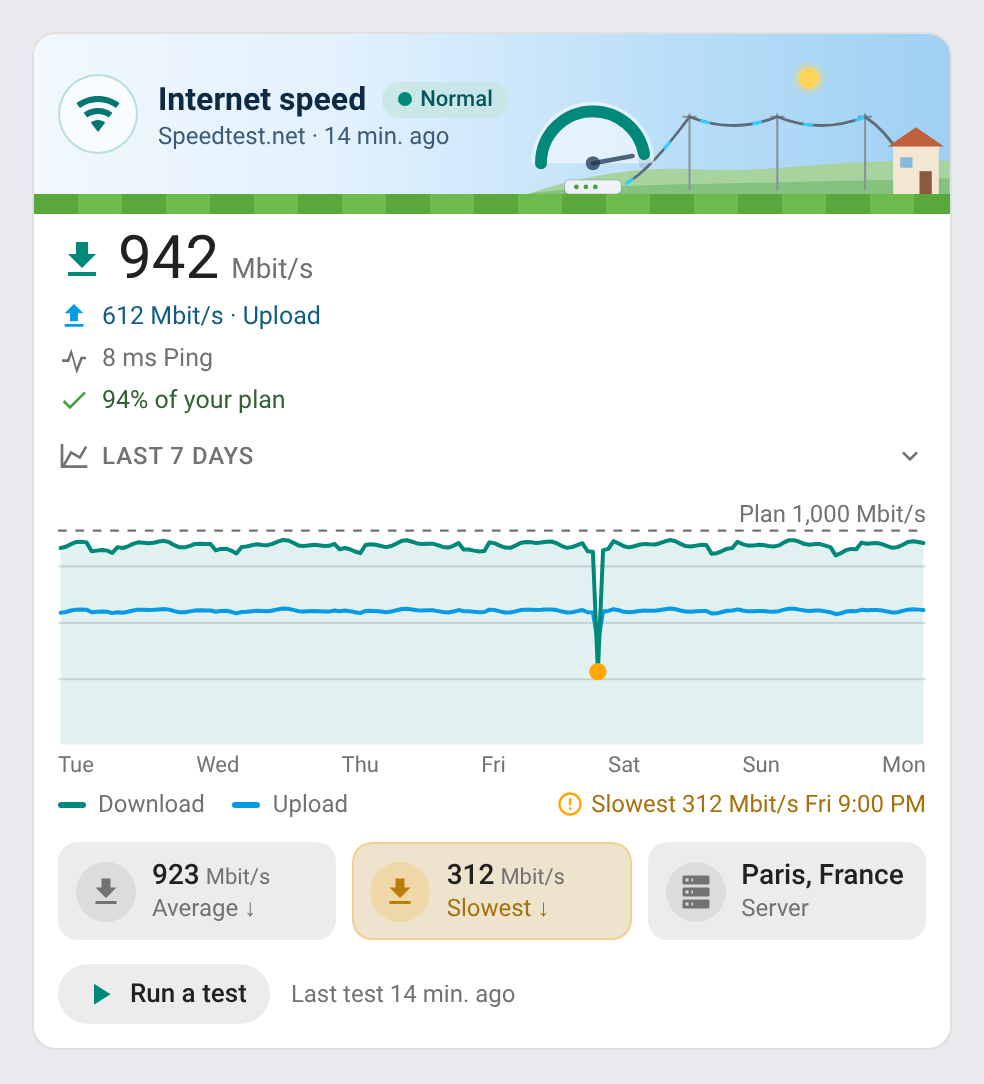 Internet speed
Normal
Speedtest.net · 14 min. ago
942 Mbit/s
612 Mbit/s · Upload
8 ms Ping
94% of your plan
LAST 7 DAYS
Plan 1,000 Mbit/s
Tue Wed Thu Fri Sat Sun Mon
Download Upload
Slowest 312 Mbit/s Fri 9:00 PM
923 Mbit/s
Average ↓
312 Mbit/s
Slowest ↓
Paris, France
Server
Run a test
Last test 14 min. ago